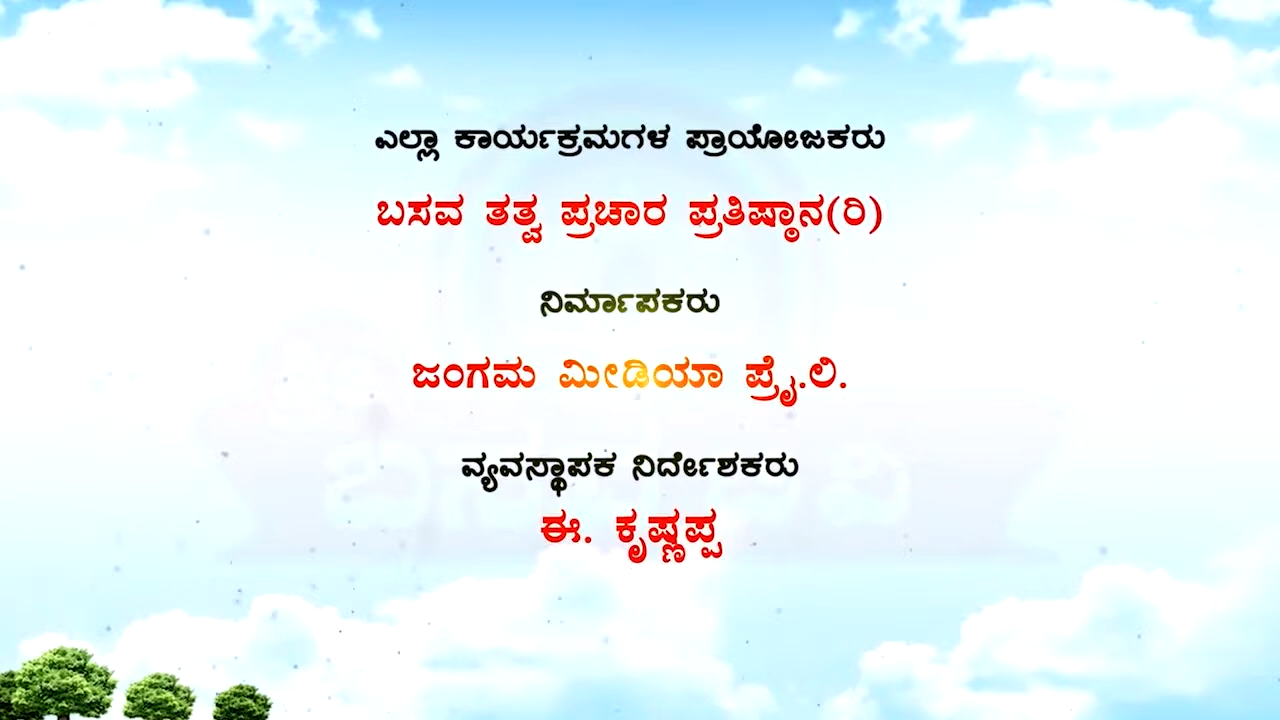 ಎಲ್ಲಾ ಕಾರ್ಯಕ್ರಮಗಳ ಪ್ರಾಯೋಜಕರು
ಬಸವ ತತ್ವ ಪ್ರಚಾರ ಪ್ರತಿಷ್ಠಾನ(ರಿ)
ನಿರ್ಮಾಪಕರು
ಜಂಗಮ ಮೀಡಿಯಾ ಪ್ರೈ.ಲಿ.
ವ್ಯವಸ್ಥಾಪಕ ನಿರ್ದೇಶಕರು
ಈ. ಕೃಷ್ಣಪ್ಪ